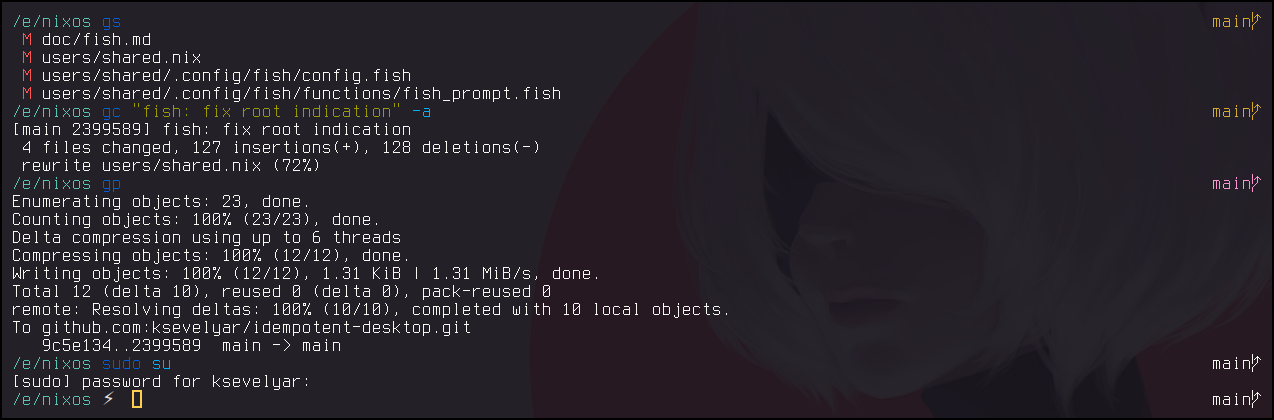 /e/nixos gs main
M doc/fish.md
M users/shared.nix
M users/shared/.config/fish/config.fish
M users/shared/.config/fish/functions/fish_prompt.fish
/e/nixos gc "fish: fix root indication" -a main
[main 2399589] fish: fix root indication
4 files changed, 127 insertions(+), 128 deletions(-)
rewrite users/shared.nix (72%)
/e/nixos gp main
Enumerating objects: 23, done.
Counting objects: 100% (23/23), done.
Delta compression using up to 6 threads
Compressing objects: 100% (12/12), done.
Writing objects: 100% (12/12), 1.31 KiB | 1.31 MiB/s, done.
Total 12 (delta 10), reused 0 (delta 0), pack-reused 0
remote: Resolving deltas: 100% (10/10), completed with 10 local objects.
To github.com:ksevelyar/idempotent-desktop.git
9c5e134..2399589 main -> main
/e/nixos sudo su main
[sudo] password for ksevelyar:
/e/nixos ⚡ main